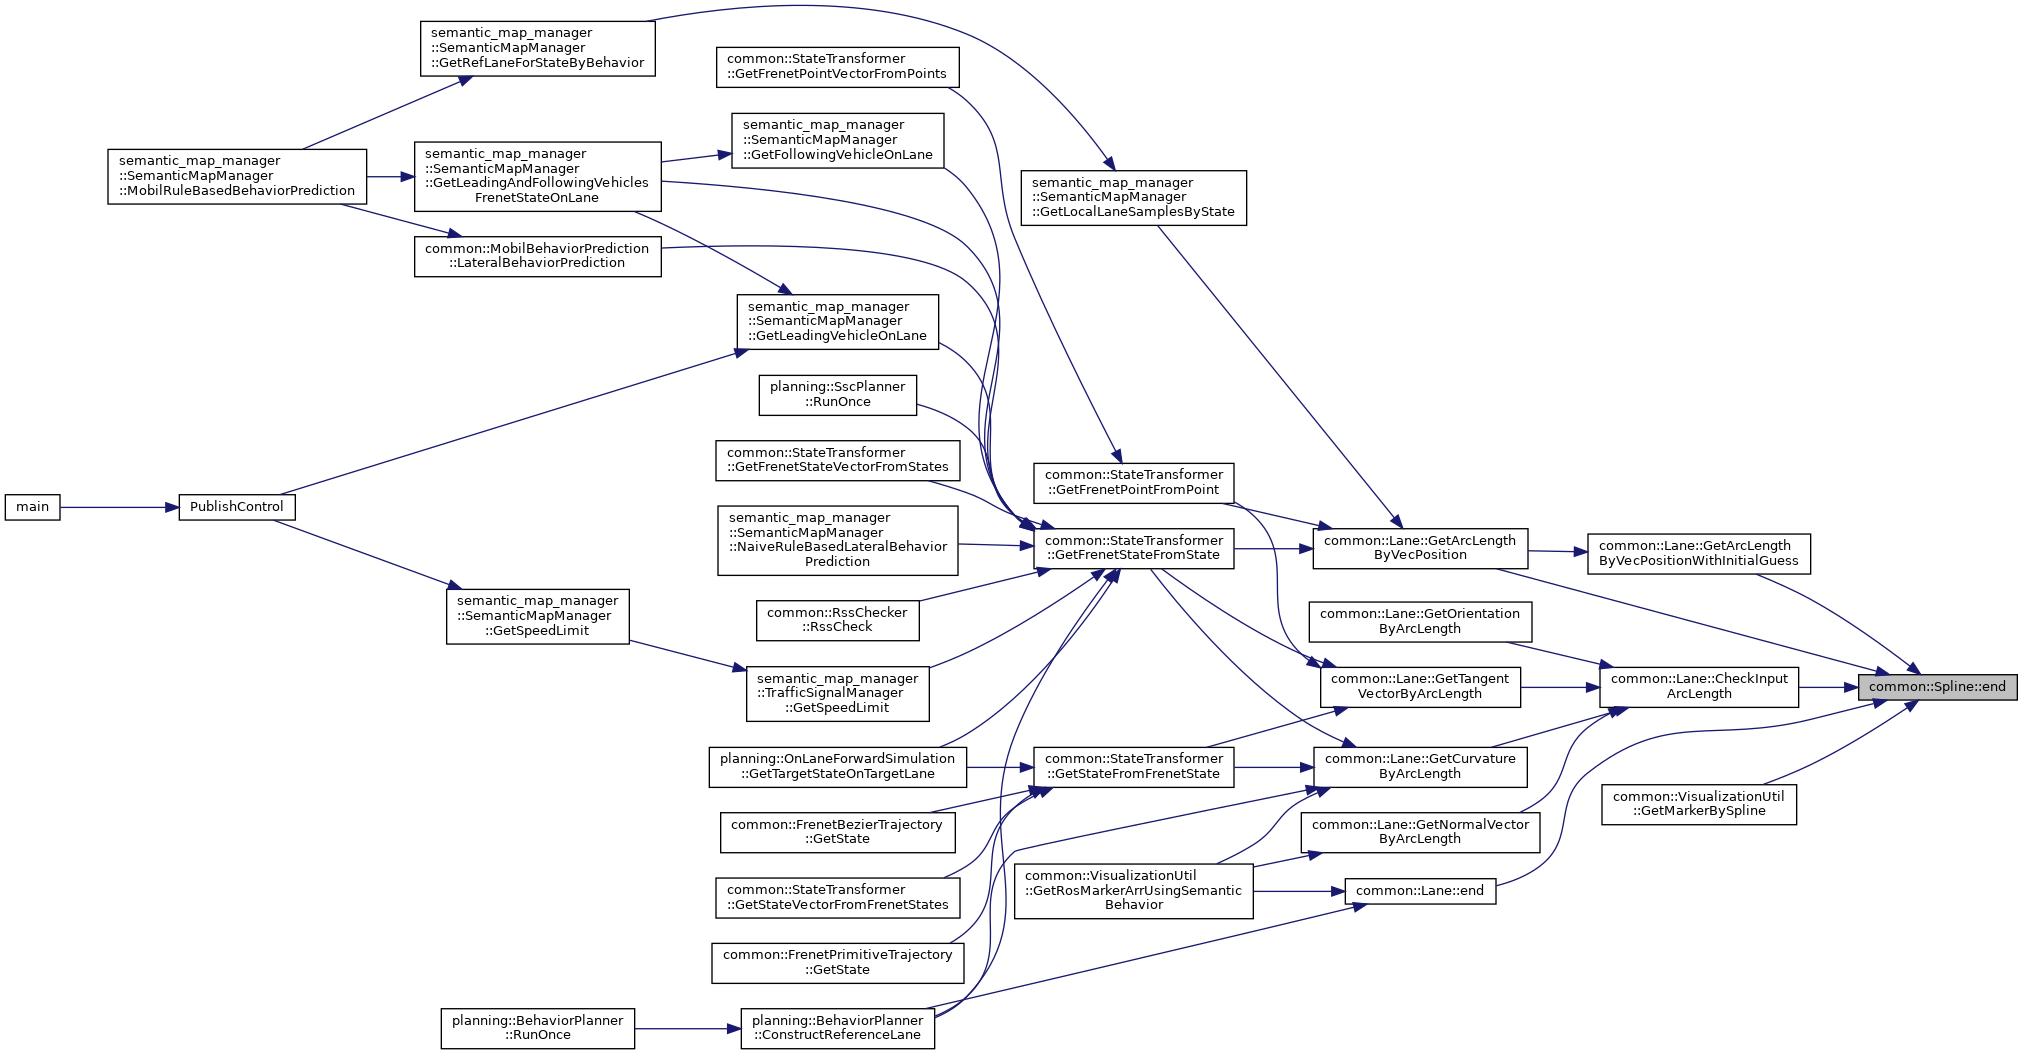 semantic_map_manager
::SemanticMapManager
::GetRefLaneForStateByBehavior
common::StateTransformer
::GetFrenetPointVectorFromPoints
semantic_map_manager
::SemanticMapManager
::GetFollowingVehicleOnLane
semantic_map_manager
::SemanticMapManager
::MobilRuleBasedBehaviorPrediction
semantic_map_manager
::SemanticMapManager
::GetLeadingAndFollowingVehicles
FrenetStateOnLane
semantic_map_manager
::SemanticMapManager
::GetLocalLaneSamplesByState
common::MobilBehaviorPrediction
::LateralBehaviorPrediction
semantic_map_manager
::SemanticMapManager
::GetLeadingVehicleOnLane
planning::SscPlanner
::RunOnce
common::StateTransformer
::GetFrenetStateVectorFromStates
common::StateTransformer
::GetFrenetPointFromPoint
main
PublishControl
semantic_map_manager
::SemanticMapManager
::NaiveRuleBasedLateralBehavior
Prediction
common::StateTransformer
::GetFrenetStateFromState
common::Lane::GetArcLength
ByVecPosition
common::Lane::GetArcLength
ByVecPositionWithInitialGuess
semantic_map_manager
::SemanticMapManager
::GetSpeedLimit
common::RssChecker
::RssCheck
common::Lane::GetOrientation
ByArcLength
semantic_map_manager
::TrafficSignalManager
::GetSpeedLimit
common::Lane::GetTangent
VectorByArcLength
common::Lane::CheckInput
ArcLength
common::Spline::end
planning::OnLaneForwardSimulation
::GetTargetStateOnTargetLane
common::StateTransformer
::GetStateFromFrenetState
common::Lane::GetCurvature
ByArcLength
common::VisualizationUtil
::GetMarkerBySpline
common::FrenetBezierTrajectory
::GetState
common::Lane::GetNormalVector
ByArcLength
common::StateTransformer
::GetStateVectorFromFrenetStates
common::VisualizationUtil
::GetRosMarkerArrUsingSemantic
Behavior
common::Lane::end
common::FrenetPrimitiveTrajectory
::GetState
planning::BehaviorPlanner
::RunOnce
planning::BehaviorPlanner
::ConstructReferenceLane